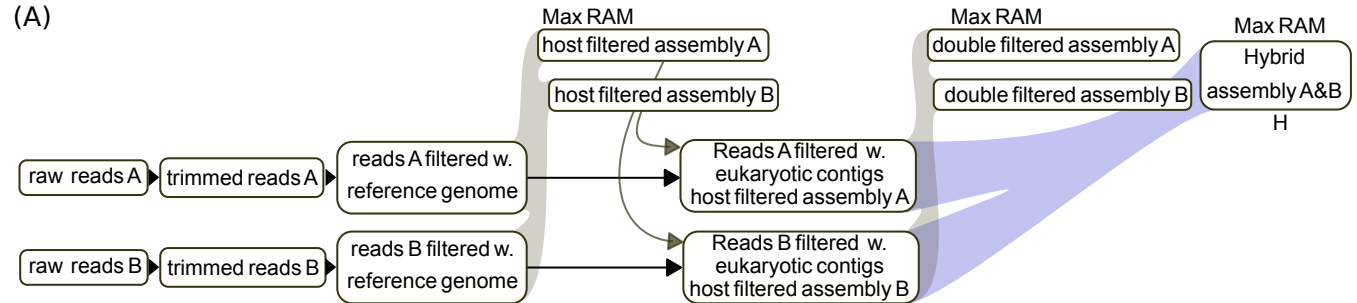 (A)
Max RAM
host filtered assembly A
host filtered assembly B
Max RAM
double filtered assembly A
double filtered assembly B
Max RAM
Hybrid
assembly A&B
H
raw reads A
trimmed reads A
reads A filtered w.
reference genome
Reads A filtered w.
eukaryotic contigs
host filtered assembly A
raw reads B
trimmed reads B
reads B filtered w.
reference genome
Reads B filtered w.
eukaryotic contigs
host filtered assembly B